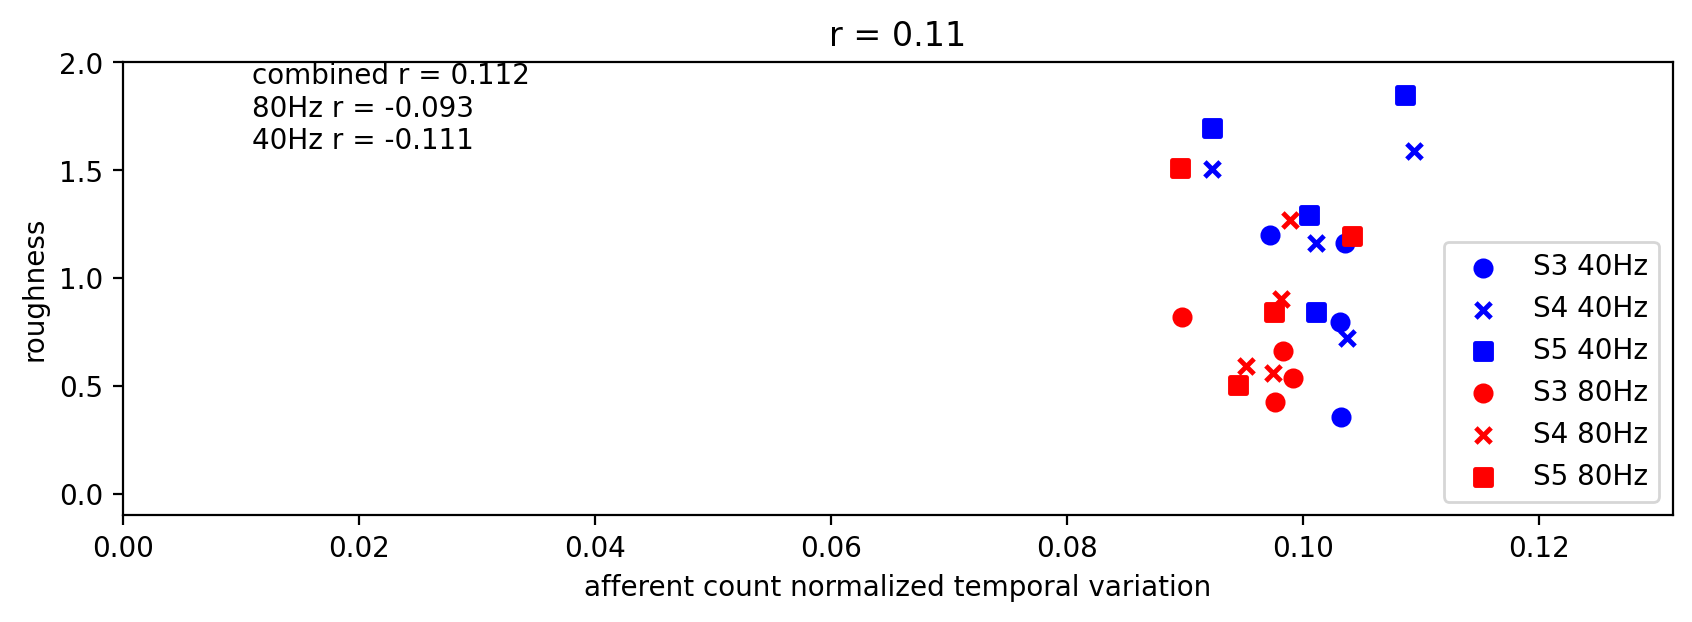 r = 0.11
combined r = 0.112
80Hz r = -0.093
40Hz r = -0.111
2.0
1.5
1.0
0.5
0.0
roughness
S3 40Hz
S4 40Hz
S5 40Hz
S3 80Hz
S4 80Hz
S5 80Hz
0.00 0.02 0.04 0.06 0.08 0.10 0.12
afferent count normalized temporal variation